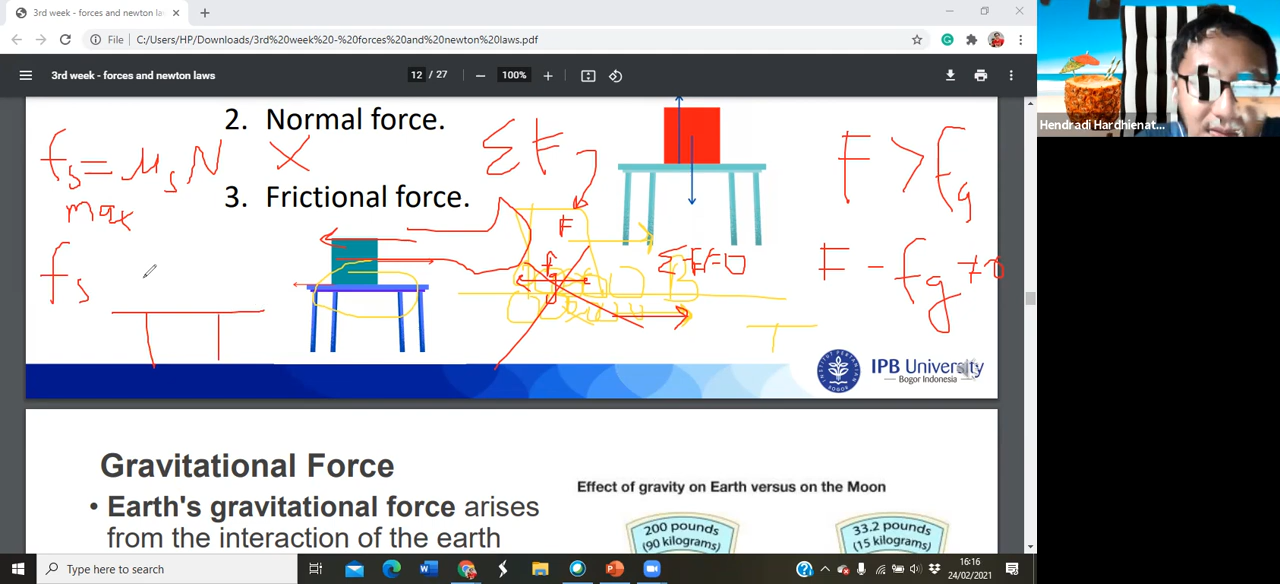 3rd week - forces and newton laws.p
File
C:/Users/HP/Downloads/3rd%20week%20-%20forces%20and%20newton%20laws.pdf
3rd week - forces and newton laws
12 / 27
100%
Hendradi Hardhienat...
2. Normal force.
fs = μs N
max
ΣF
F > fg
3. Frictional force.
fs
F
fg
ΣF=0
F - fg ≠ 0
IPB University
Bogor Indonesia
Gravitational Force
• Earth's gravitational force arises
from the interaction of the earth
Effect of gravity on Earth versus on the Moon
200 pounds
(90 kilograms)
33.2 pounds
(15 kilograms)
Type here to search
16:16
24/02/2021